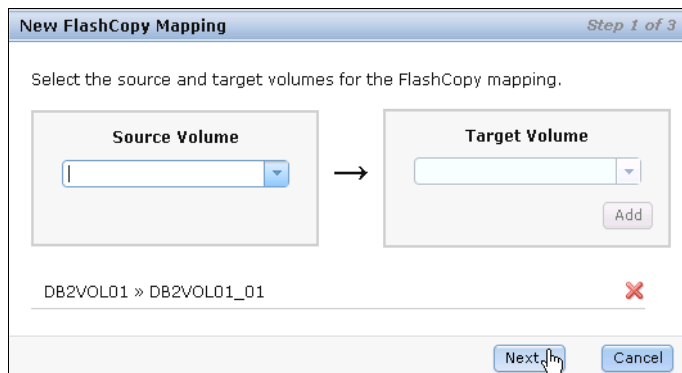 New FlashCopy Mapping Step 1 of 3
Select the source and target volumes for the FlashCopy mapping.
Source Volume
Target Volume
Add
DB2VOL01 » DB2VOL01_01
Next
Cancel